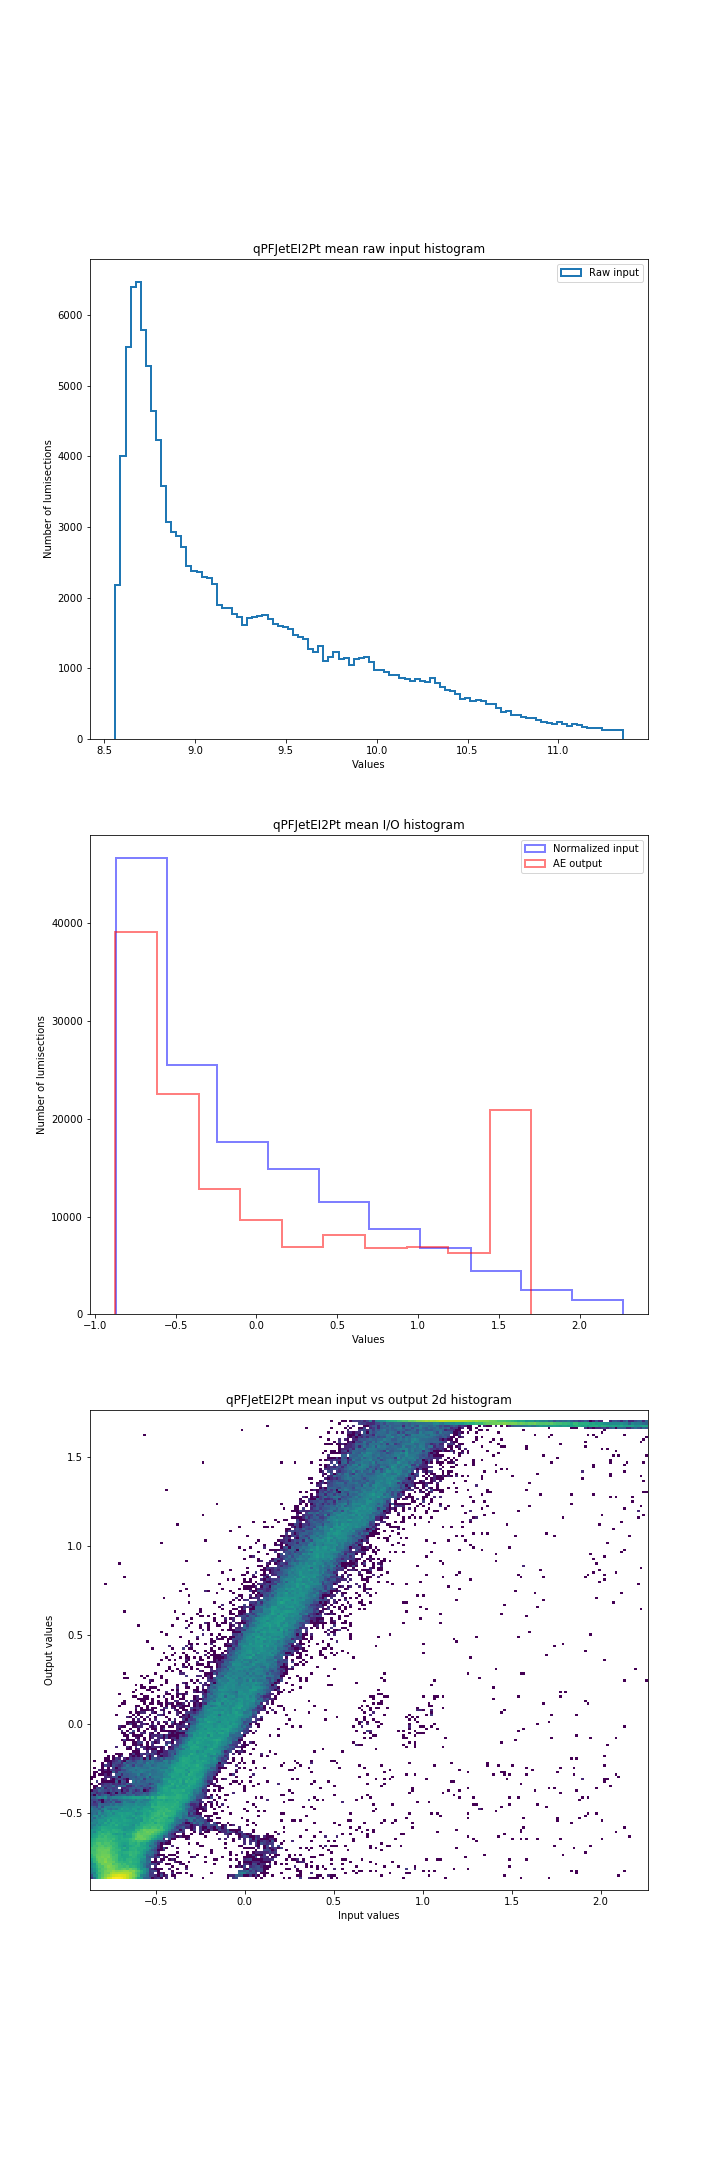 qPFJetEI2Pt mean raw input histogram
Raw input
6000
5000
4000
3000
2000
1000
0
Number of lumisections
8.5 9.0 9.5 10.0 10.5 11.0
Values
qPFJetEI2Pt mean I/O histogram
Normalized input
AE output
40000
30000
20000
10000
0
Number of lumisections
−1.0 −0.5 0.0 0.5 1.0 1.5 2.0
Values
qPFJetEI2Pt mean input vs output 2d histogram
1.5
1.0
0.5
0.0
−0.5
Output values
−0.5 0.0 0.5 1.0 1.5 2.0
Input values